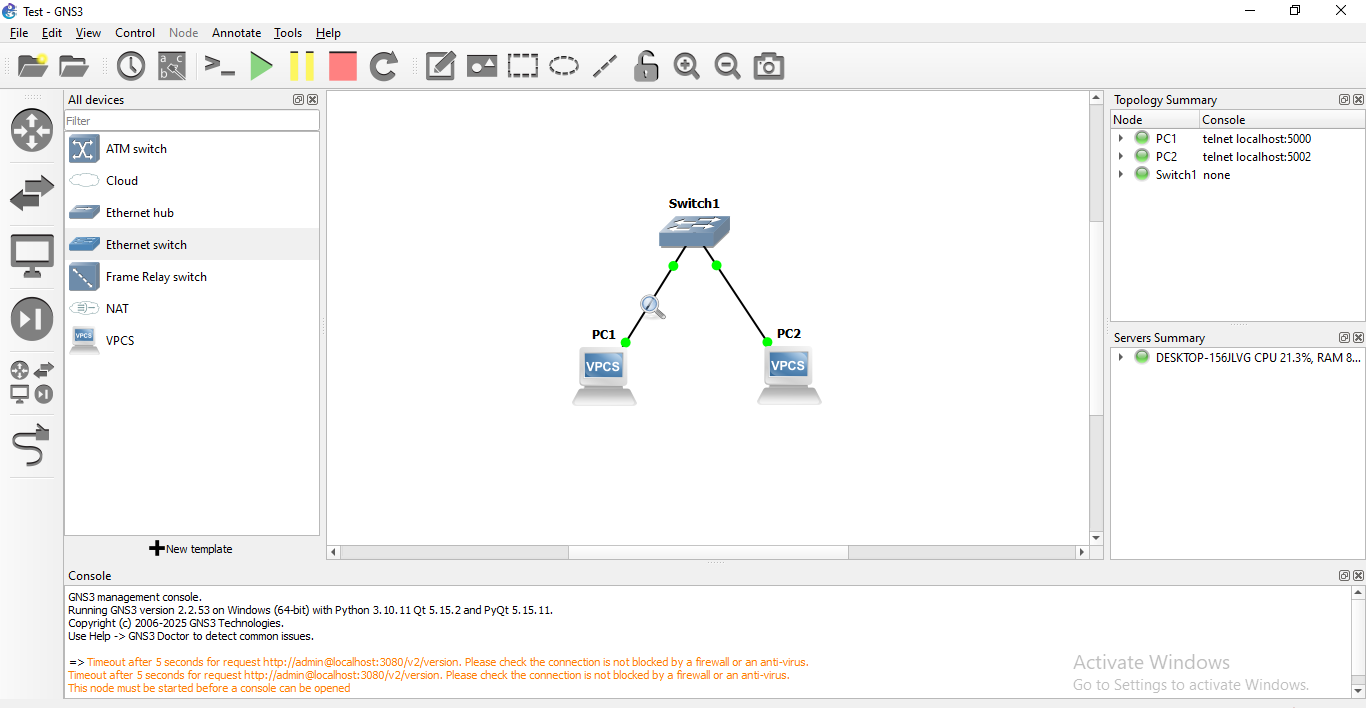 Test - GNS3
File Edit View Control Node Annotate Tools Help
All devices
Filter
ATM switch
Cloud
Ethernet hub
Ethernet switch
Frame Relay switch
NAT
VPCS
VPCS
New template
Switch1
PC1
VPCS
PC2
VPCS
Topology Summary
Node Console
PC1 telnet localhost:5000
PC2 telnet localhost:5002
Switch1 none
Servers Summary
DESKTOP-156JLVG CPU 21.3%, RAM 8...
Console
GNS3 management console.
Running GNS3 version 2.2.53 on Windows (64-bit) with Python 3.10.11 Qt 5.15.2 and PyQt 5.15.11.
Copyright (c) 2006-2025 GNS3 Technologies.
Use Help -> GNS3 Doctor to detect common issues.
=> Timeout after 5 seconds for request http://admin@localhost:3080/v2/version. Please check the connection is not blocked by a firewall or an anti-virus.
Timeout after 5 seconds for request http://admin@localhost:3080/v2/version. Please check the connection is not blocked by a firewall or an anti-virus.
This node must be started before a console can be opened
Activate Windows
Go to Settings to activate Windows.